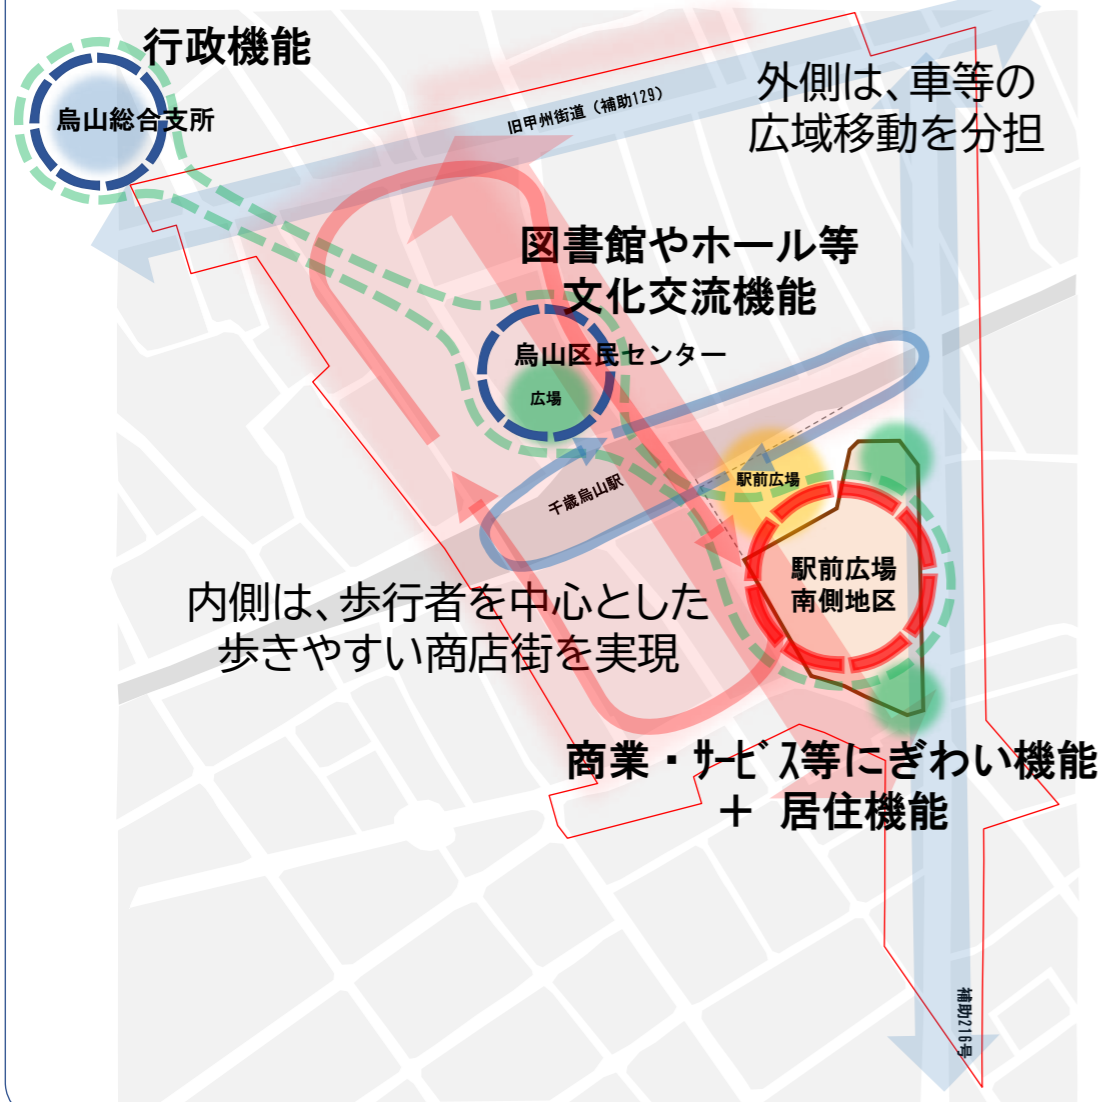 行政機能
烏山総合支所
旧甲州街道（補助129）
外側は、車等の
広域移動を分担
図書館やホール等
文化交流機能
烏山区民センター
広場
千歳烏山駅
駅前広場
駅前広場
南側地区
内側は、歩行者を中心とした
歩きやすい商店街を実現
商業・ｻｰﾋﾞｽ等にぎわい機能
＋ 居住機能
補助216号